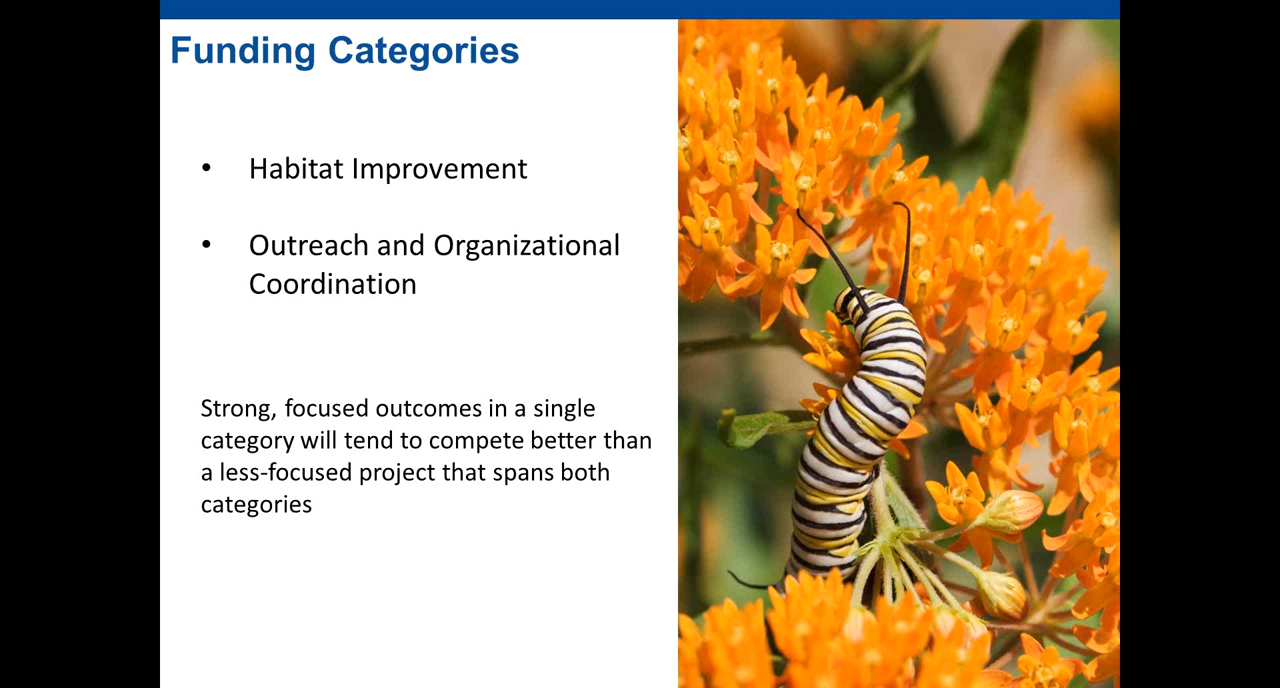 Funding Categories
• Habitat Improvement
• Outreach and Organizational
Coordination
Strong, focused outcomes in a single
category will tend to compete better than
a less-focused project that spans both
categories